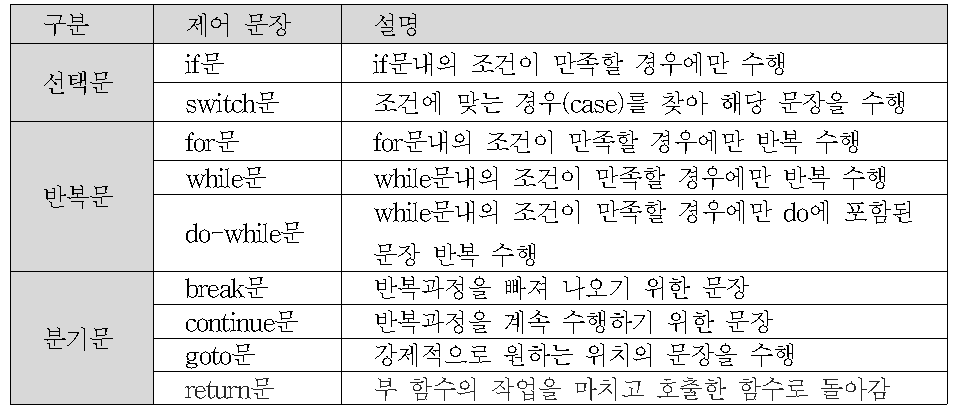 구분 제어 문장 설명
선택문
if문 if문내의 조건이 만족할 경우에만 수행
switch문 조건에 맞는 경우(case)를 찾아 해당 문장을 수행
반복문
for문 for문내의 조건이 만족할 경우에만 반복 수행
while문 while문내의 조건이 만족할 경우에만 반복 수행
do-while문 while문내의 조건이 만족할 경우에만 do에 포함된
문장 반복 수행
분기문
break문 반복과정을 빠져 나오기 위한 문장
continue문 반복과정을 계속 수행하기 위한 문장
goto문 강제적으로 원하는 위치의 문장을 수행
return문 부 함수의 작업을 마치고 호출한 함수로 돌아감